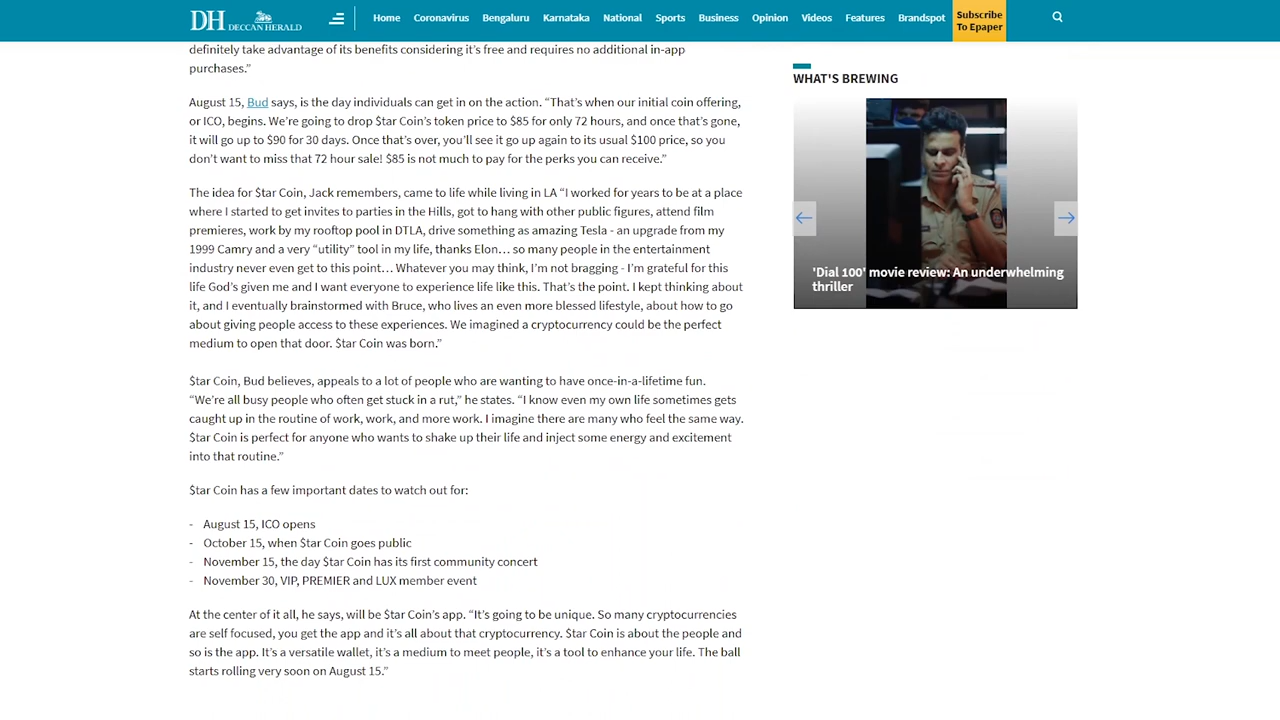 DH DECCAN HERALD
Home Coronavirus Bengaluru Karnataka National Sports Business Opinion Videos Features Brandspot Subscribe To Epaper
definitely take advantage of its benefits considering it’s free and requires no additional in-app
purchases.”
August 15, Bud says, is the day individuals can get in on the action. “That’s when our initial coin offering,
or ICO, begins. We’re going to drop $tar Coin’s token price to $85 for only 72 hours, and once that’s gone,
it will go up to $90 for 30 days. Once that’s over, you’ll see it go up again to its usual $100 price, so you
don’t want to miss that 72 hour sale! $85 is not much to pay for the perks you can receive.”
The idea for $tar Coin, Jack remembers, came to life while living in LA “I worked for years to be at a place
where I started to get invites to parties in the Hills, got to hang with other public figures, attend film
premieres, work by my rooftop pool in DTLA, drive something as amazing Tesla - an upgrade from my
1999 Camry and a very “utility” tool in my life, thanks Elon… so many people in the entertainment
industry never even get to this point… Whatever you may think, I’m not bragging - I’m grateful for this
life God’s given me and I want everyone to experience life like this. That’s the point. I kept thinking about
it, and I eventually brainstormed with Bruce, who lives an even more blessed lifestyle, about how to go
about giving people access to these experiences. We imagined a cryptocurrency could be the perfect
medium to open that door. $tar Coin was born.”
$tar Coin, Bud believes, appeals to a lot of people who are wanting to have once-in-a-lifetime fun.
“We’re all busy people who often get stuck in a rut,” he states. “I know even my own life sometimes gets
caught up in the routine of work, work, and more work. I imagine there are many who feel the same way.
$tar Coin is perfect for anyone who wants to shake up their life and inject some energy and excitement
into that routine.”
$tar Coin has a few important dates to watch out for:
- August 15, ICO opens
- October 15, when $tar Coin goes public
- November 15, the day $tar Coin has its first community concert
- November 30, VIP, PREMIER and LUX member event
At the center of it all, he says, will be $tar Coin’s app. “It’s going to be unique. So many cryptocurrencies
are self focused, you get the app and it’s all about that cryptocurrency. $tar Coin is about the people and
so is the app. It’s a versatile wallet, it’s a medium to meet people, it’s a tool to enhance your life. The ball
starts rolling very soon on August 15.”
WHAT'S BREWING
'Dial 100' movie review: An underwhelming
thriller